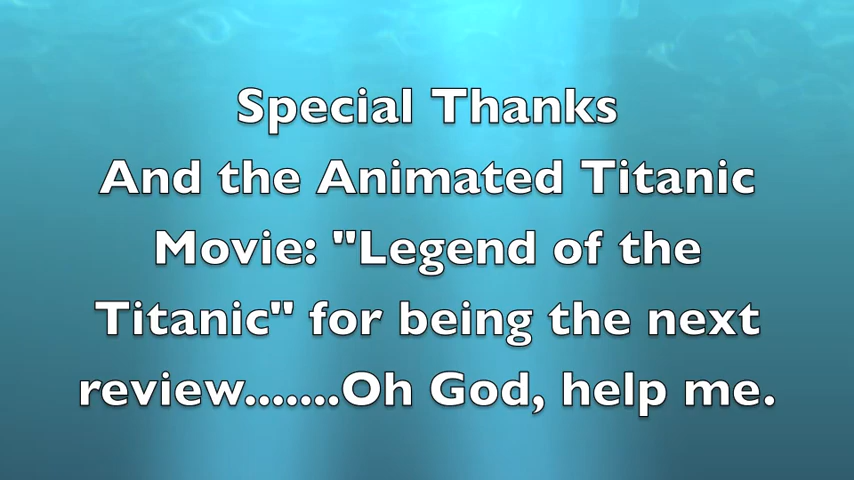 Special Thanks
And the Animated Titanic
Movie: "Legend of the
Titanic" for being the next
review.......Oh God, help me.